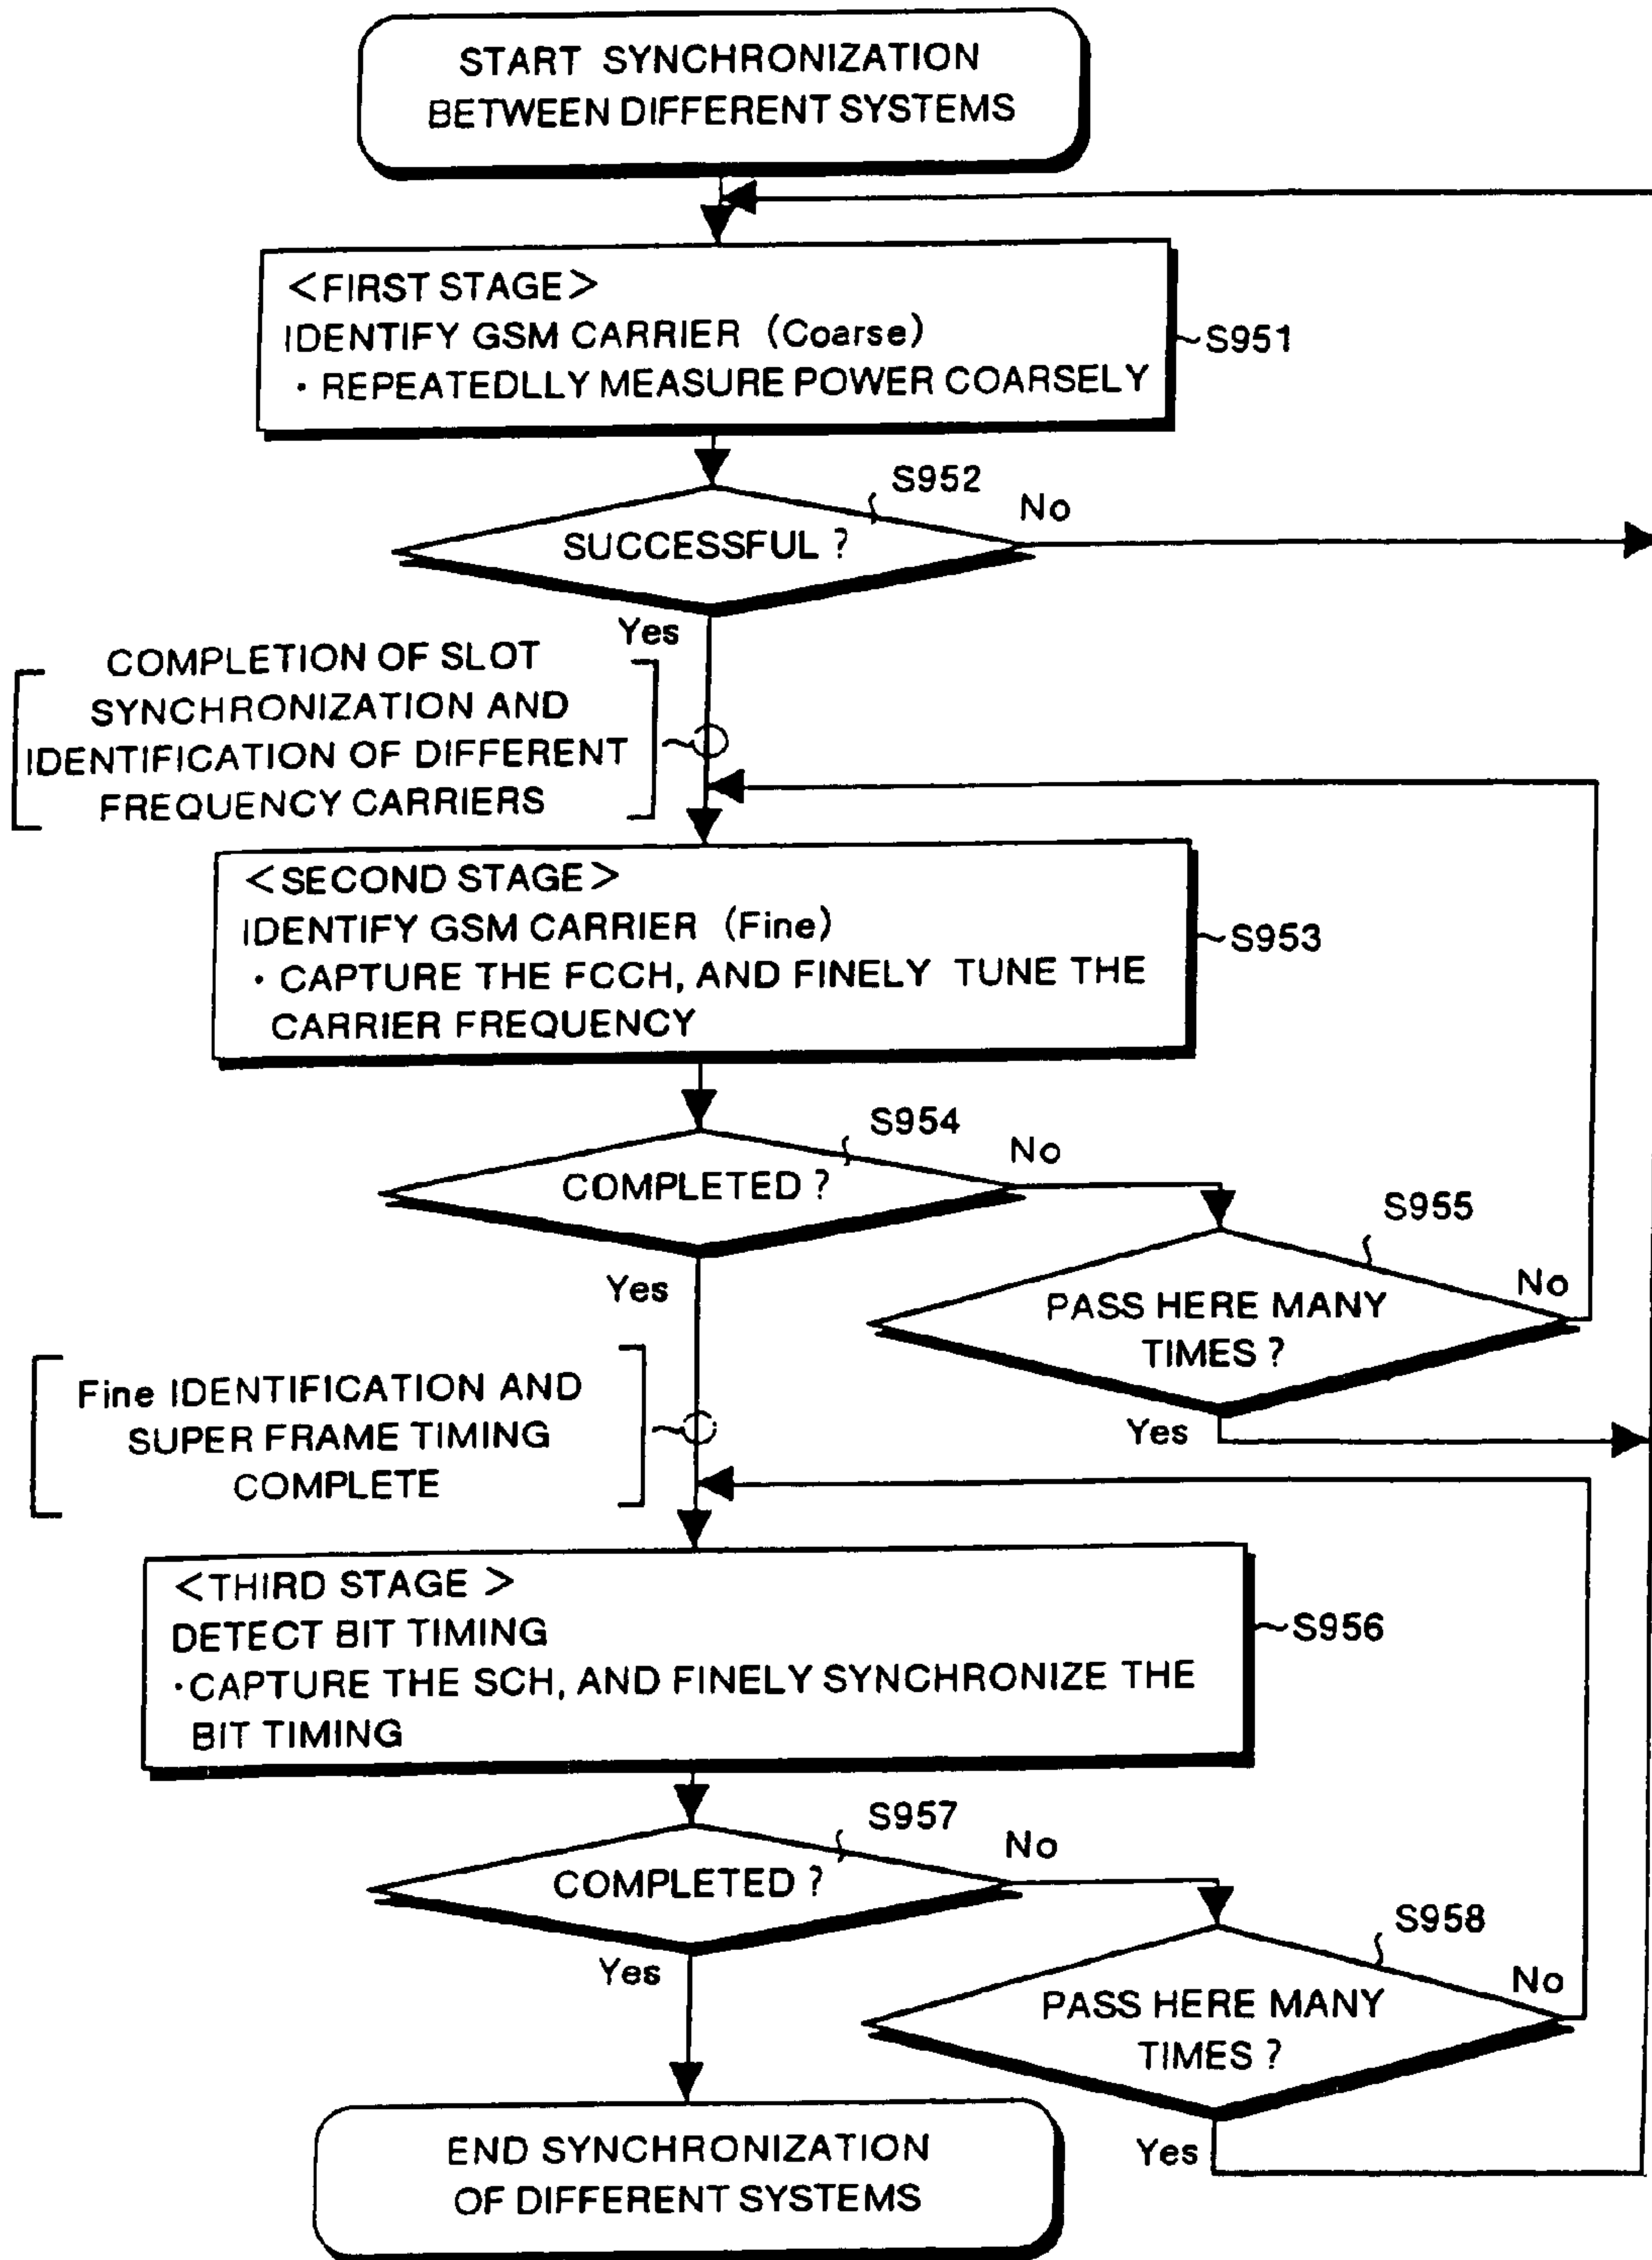 START SYNCHRONIZATION
BETWEEN DIFFERENT SYSTEMS
<FIRST STAGE>
IDENTIFY GSM CARRIER (Coarse)
· REPEATEDLLY MEASURE POWER COARSELY
S951
S952
SUCCESSFUL ?
No
Yes
COMPLETION OF SLOT
SYNCHRONIZATION AND
IDENTIFICATION OF DIFFERENT
FREQUENCY CARRIERS
<SECOND STAGE>
IDENTIFY GSM CARRIER (Fine)
· CAPTURE THE FCCH, AND FINELY TUNE THE
CARRIER FREQUENCY
S953
S954
COMPLETED ?
No
Yes
S955
PASS HERE MANY
TIMES ?
No
Yes
Fine IDENTIFICATION AND
SUPER FRAME TIMING
COMPLETE
<THIRD STAGE >
DETECT BIT TIMING
· CAPTURE THE SCH, AND FINELY SYNCHRONIZE THE
BIT TIMING
S956
S957
COMPLETED ?
No
Yes
S958
PASS HERE MANY
TIMES ?
No
Yes
END SYNCHRONIZATION
OF DIFFERENT SYSTEMS